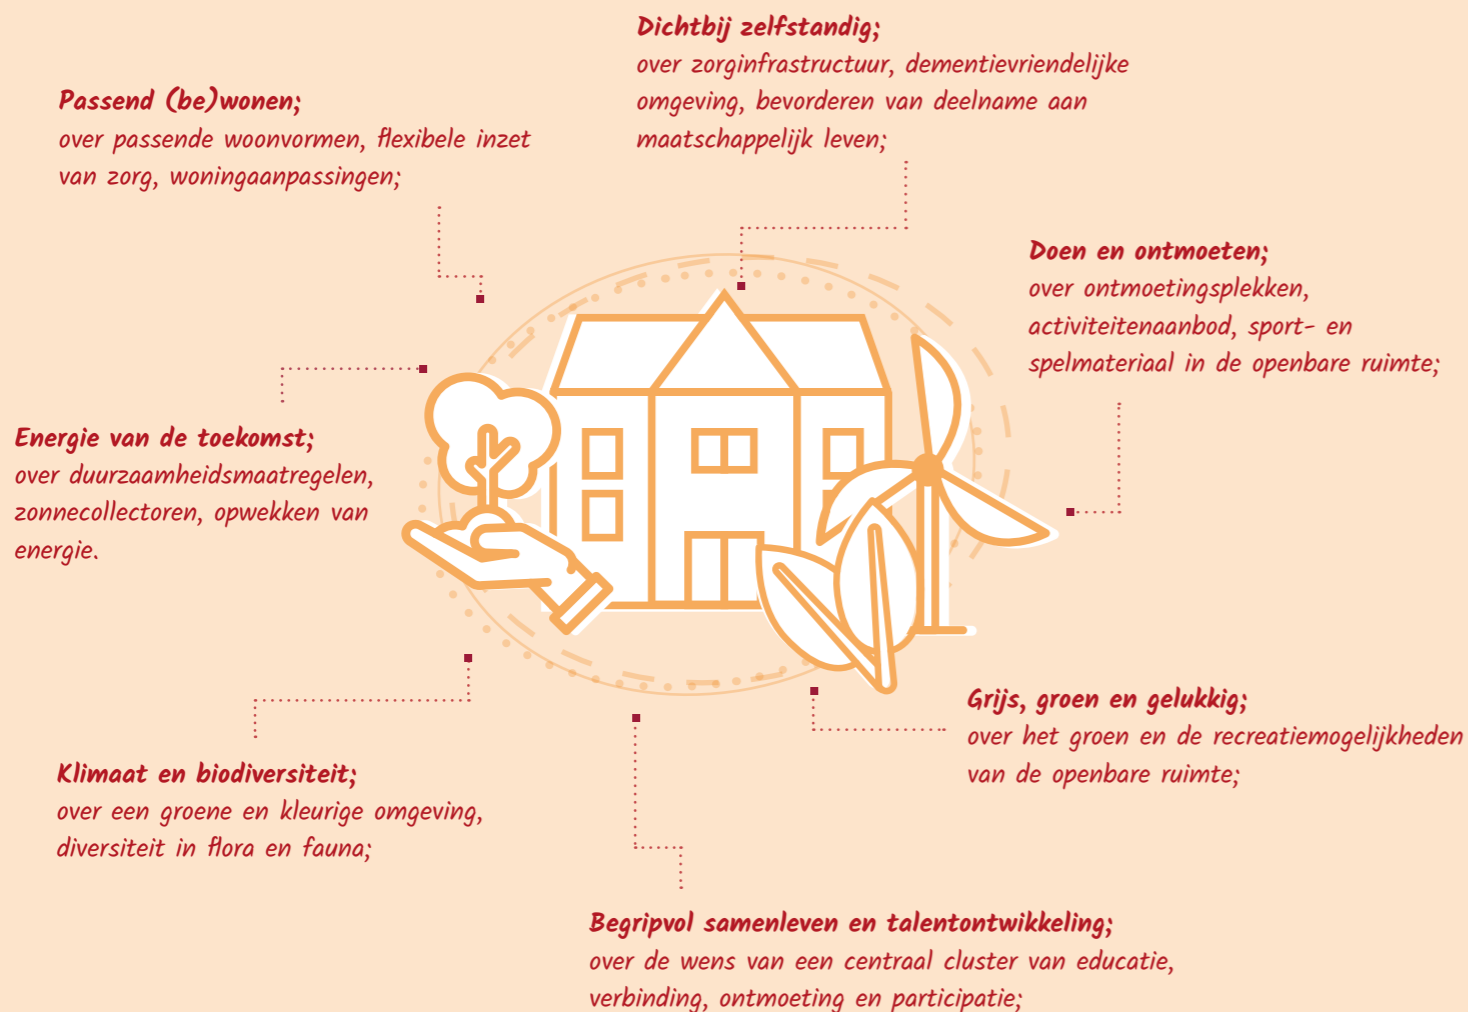 Dichtbij zelfstandig;
over zorginfrastructuur, dementievriendelijke
omgeving, bevorderen van deelname aan
maatschappelijk leven;
Passend (be)wonen;
over passende woonvormen, flexibele inzet
van zorg, woningaanpassingen;
Doen en ontmoeten;
over ontmoetingsplekken,
activiteitenaanbod, sport- en
spelmateriaal in de openbare ruimte;
Energie van de toekomst;
over duurzaamheidsmaatregelen,
zonnecollectoren, opwekken van
energie.
Grijs, groen en gelukkig;
over het groen en de recreatiemogelijkheden
van de openbare ruimte;
Klimaat en biodiversiteit;
over een groene en kleurige omgeving,
diversiteit in flora en fauna;
Begripvol samenleven en talentontwikkeling;
over de wens van een centraal cluster van educatie,
verbinding, ontmoeting en participatie;